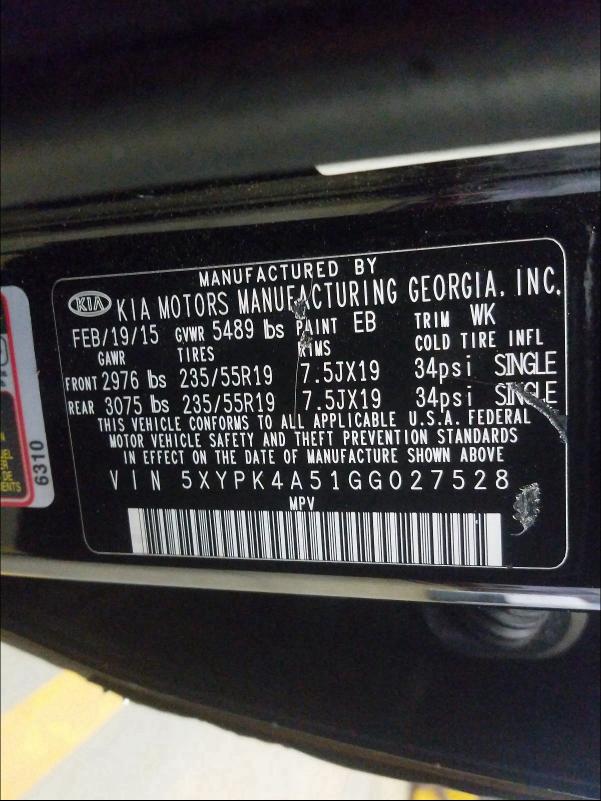 MANUFACTURED BY
KIA KIA MOTORS MANUFACTURING GEORGIA, INC.
FEB/19/15 GVWR 5489 lbs PAINT EB TRIM WK
GAWR TIRES RIMS COLD TIRE INFL
FRONT 2976 lbs 235/55R19 7.5JX19 34psi SINGLE
REAR 3075 lbs 235/55R19 7.5JX19 34psi SINGLE
THIS VEHICLE CONFORMS TO ALL APPLICABLE U.S.A. FEDERAL
MOTOR VEHICLE SAFETY AND THEFT PREVENTION STANDARDS
IN EFFECT ON THE DATE OF MANUFACTURE SHOWN ABOVE
VIN 5XYPK4A51GG027528
MPV
6310